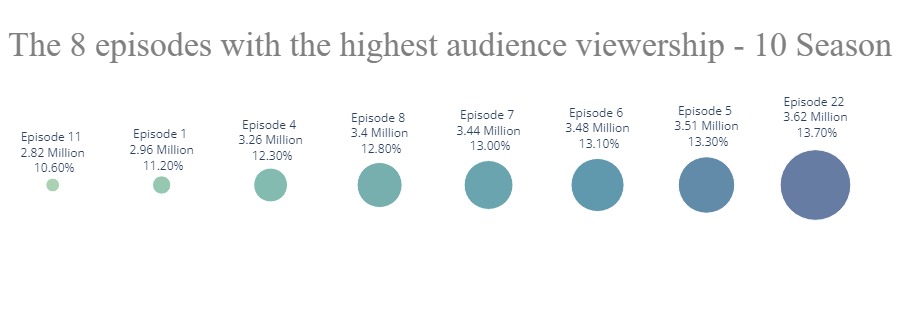 The 8 episodes with the highest audience viewership - 10 Season
Episode 11
2.82 Million
10.60%
Episode 1
2.96 Million
11.20%
Episode 4
3.26 Million
12.30%
Episode 8
3.4 Million
12.80%
Episode 7
3.44 Million
13.00%
Episode 6
3.48 Million
13.10%
Episode 5
3.51 Million
13.30%
Episode 22
3.62 Million
13.70%